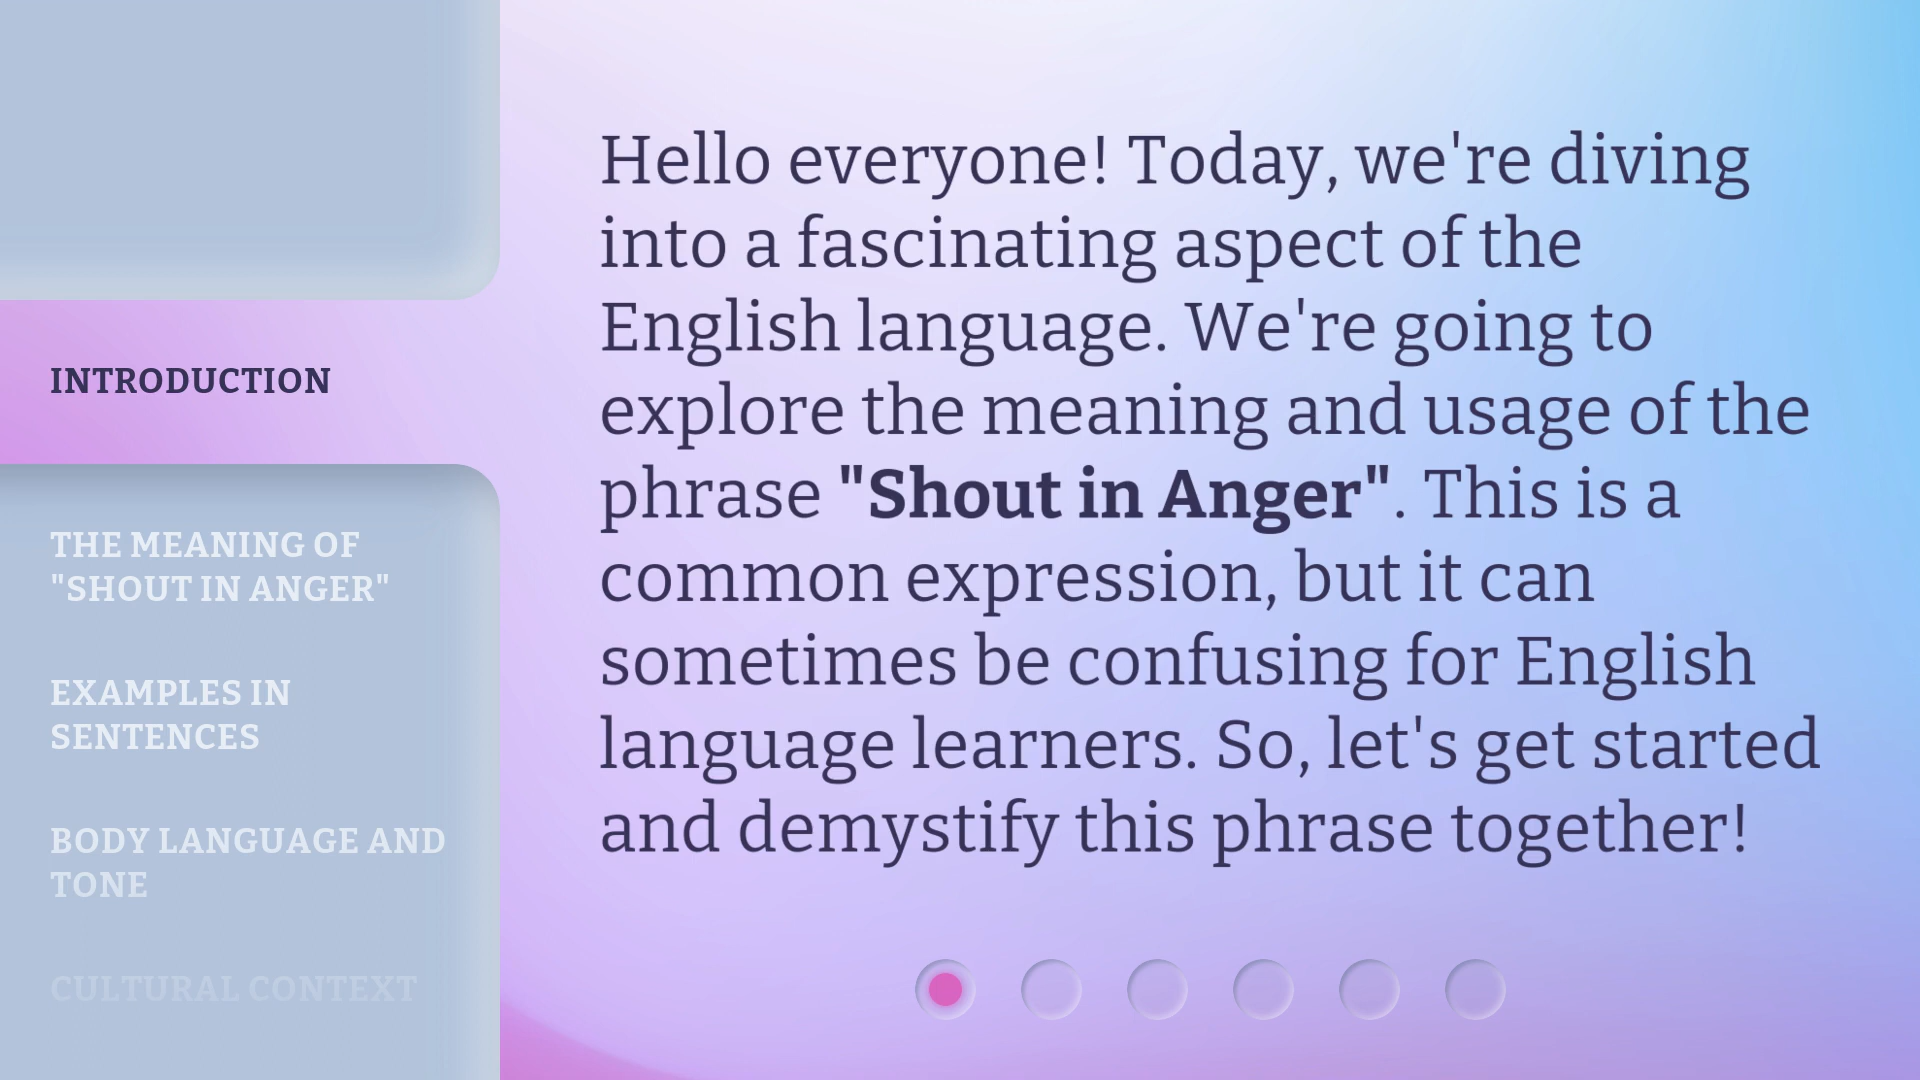 INTRODUCTION
THE MEANING OF
"SHOUT IN ANGER"
EXAMPLES IN
SENTENCES
BODY LANGUAGE AND
TONE
CULTURAL CONTEXT
Hello everyone! Today, we're diving
into a fascinating aspect of the
English language. We're going to
explore the meaning and usage of the
phrase "Shout in Anger". This is a
common expression, but it can
sometimes be confusing for English
language learners. So, let's get started
and demystify this phrase together!